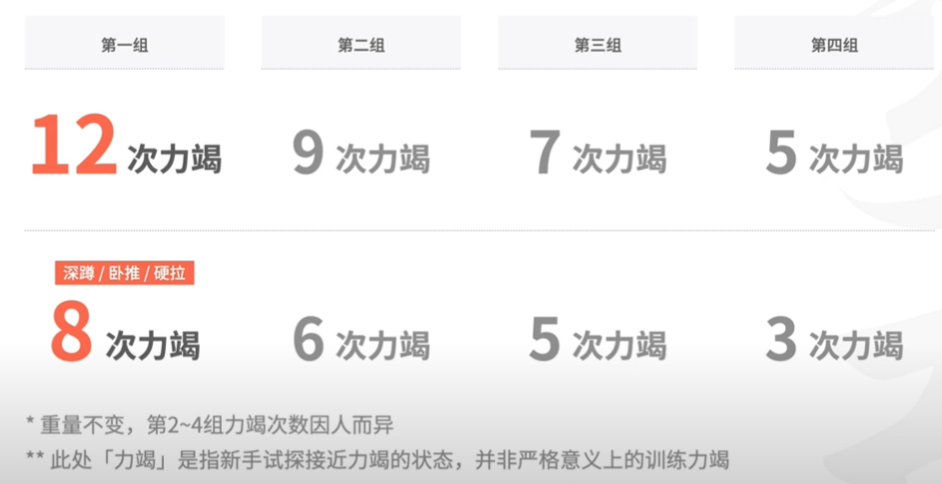 第一组 第二组 第三组 第四组
12 次力竭 9 次力竭 7 次力竭 5 次力竭
深蹲 / 卧推 / 硬拉
8 次力竭 6 次力竭 5 次力竭 3 次力竭
* 重量不变，第2~4组力竭次数因人而异
** 此处「力竭」是指新手试探接近力竭的状态，并非严格意义上的训练力竭